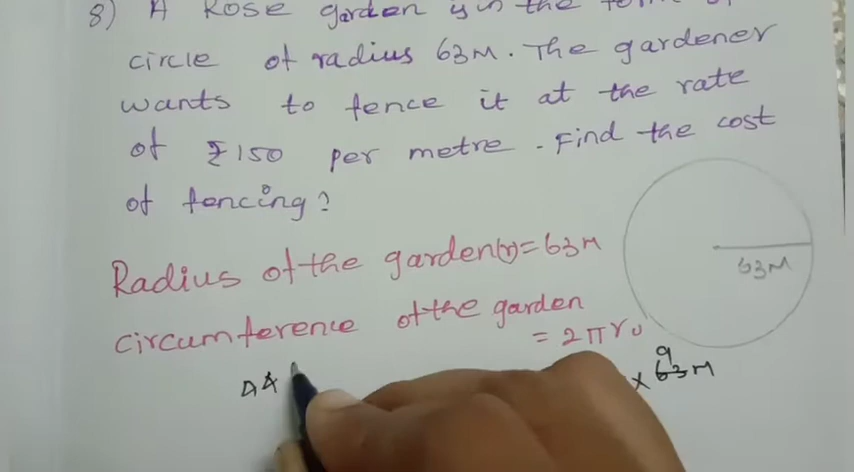 8) A Rose garden is in the form of
circle of radius 63M. The gardener
wants to fence it at the rate
of ₹150 per metre. Find the cost
of fencing?
63M
Radius of the garden(r)=63M
circumference of the garden
= 2πr
9
44
x 63M